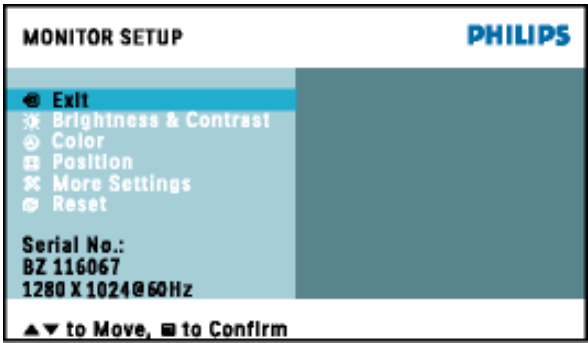 MONITOR SETUP PHILIPS
Exit
Brightness & Contrast
Color
Position
More Settings
Reset
Serial No.:
BZ 116067
1280 X 1024@60Hz
▲▼ to Move, to Confirm